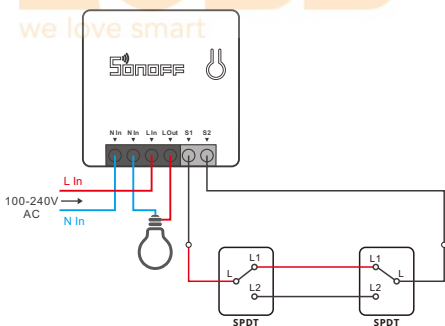 we love smart
SONOFF
N In N In L In L Out S1 S2
L In
100-240V
AC
N In
L L1 L2
L1 L2 L
SPDT SPDT